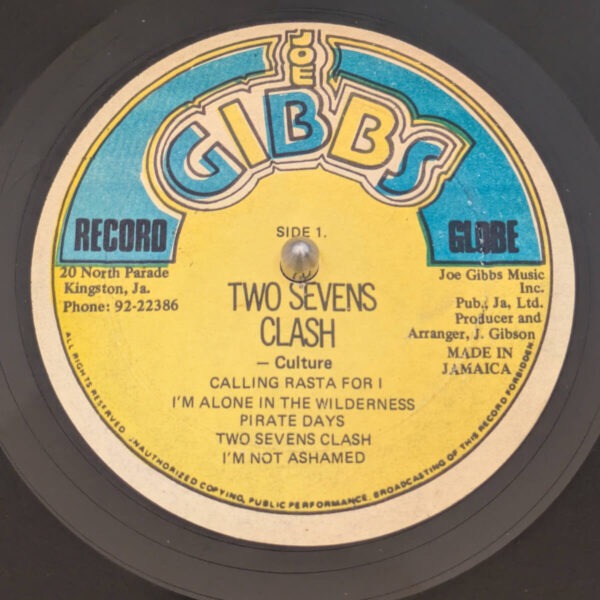 JOE
GIBBS
RECORD
GLOBE
SIDE 1.
20 North Parade
Kingston, Ja.
Phone: 92-22386
Joe Gibbs Music
Inc.
Pub., Ja, Ltd.
Producer and
Arranger, J. Gibson
MADE IN
JAMAICA
TWO SEVENS
CLASH
— Culture
CALLING RASTA FOR I
I'M ALONE IN THE WILDERNESS
PIRATE DAYS
TWO SEVENS CLASH
I'M NOT ASHAMED
ALL RIGHTS RESERVED UNAUTHORIZED COPYING, PUBLIC PERFORMANCE, BROADCASTING OF THIS RECORD FORBIDDEN